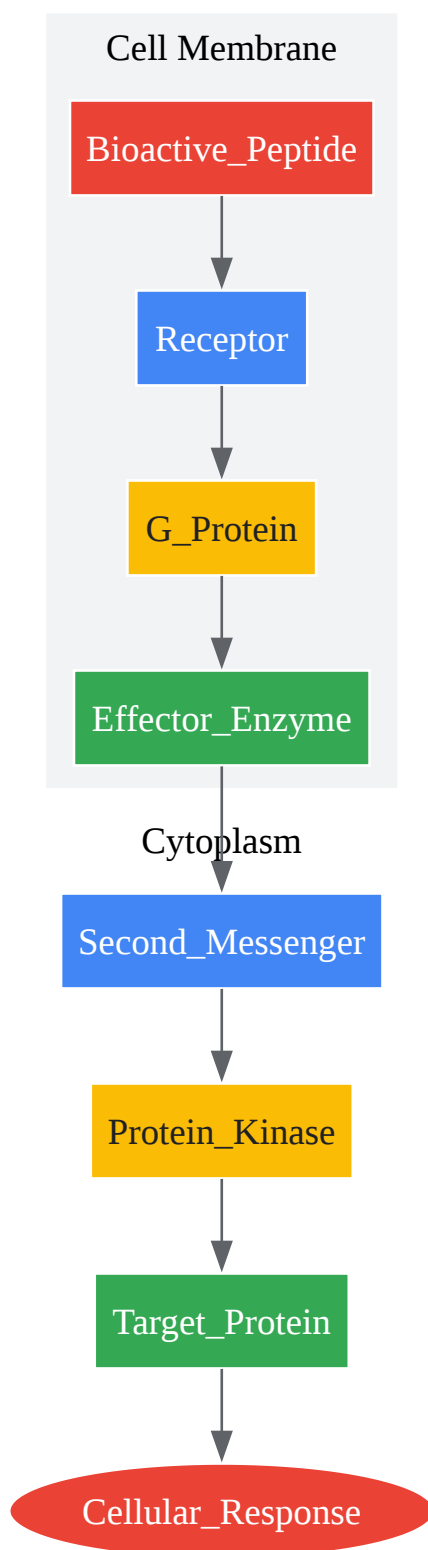 Cell Membrane
Bioactive_Peptide
Receptor
G_Protein
Effector_Enzyme
Cytoplasm
Second_Messenger
Protein_Kinase
Target_Protein
Cellular_Response